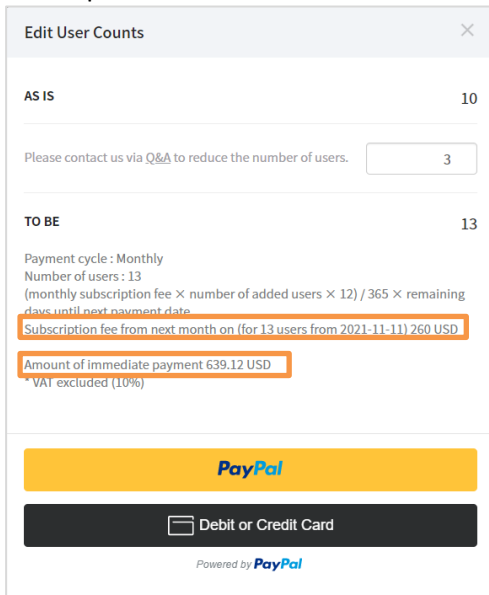 Edit User Counts
AS IS
10
Please contact us via Q&A to reduce the number of users.
3
TO BE
13
Payment cycle : Monthly
Number of users : 13
(monthly subscription fee × number of added users × 12) / 365 × remaining
days until next payment date
Subscription fee from next month on (for 13 users from 2021-11-11) 260 USD
Amount of immediate payment 639.12 USD
* VAT excluded (10%)
PayPal
Debit or Credit Card
Powered by PayPal